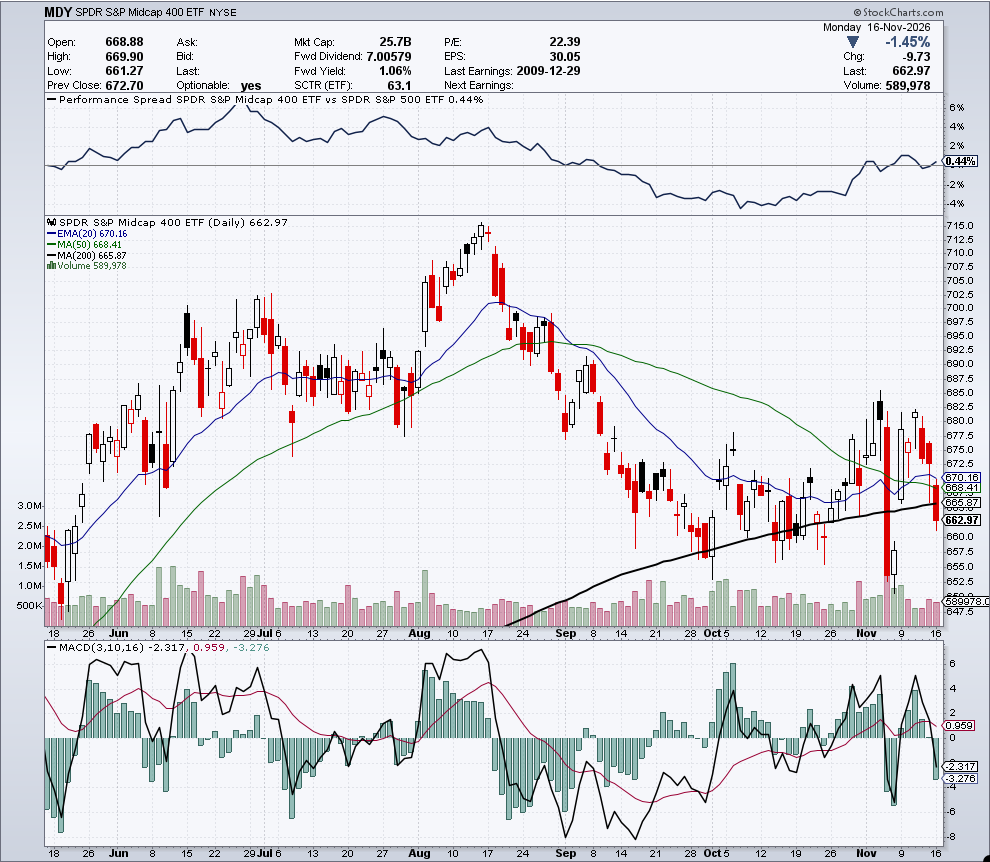 MDY SPDR S&P Midcap 400 ETF NYSE © StockCharts.com
Monday 16-Nov-2026
Open: 668.88 Ask: Mkt Cap: 25.7B P/E: 22.39 -1.45%
High: 669.90 Bid: Fwd Dividend: 7.00579 EPS: 30.05 Chg: -9.73
Low: 661.27 Last: Fwd Yield: 1.06% Last Earnings: 2009-12-29 Last: 662.97
Prev Close: 672.70 Optionable: yes SCTR (ETF): 63.1 Next Earnings: Volume: 589,978
Performance Spread SPDR S&P Midcap 400 ETF vs SPDR S&P 500 ETF 0.44%
6%
4%
2%
0.44%
-2%
-4%
SPDR S&P Midcap 400 ETF (Daily) 662.97
EMA(20) 670.16
MA(50) 668.41
MA(200) 665.87
Volume 589,978
715.0
712.5
710.0
707.5
705.0
702.5
700.0
697.5
695.0
692.5
690.0
687.5
685.0
682.5
680.0
677.5
675.0
672.5
670.16
668.41
665.87
662.97
660.0
657.5
655.0
652.5
589978.0
647.5
3.0M
2.5M
2.0M
1.5M
1.0M
500K
18 26 Jun 8 15 22 Jul 6 13 20 27 Aug 10 17 24 Sep 8 14 21 28 Oct 5 12 19 26 Nov 9 16
MACD(3,10,16) -2.317, 0.959, -3.276
6
4
2
0.959
0
-2.317
-3.276
-4
-6
-8
18 26 Jun 8 15 22 Jul 6 13 20 27 Aug 10 17 24 Sep 8 14 21 28 Oct 5 12 19 26 Nov 9 16